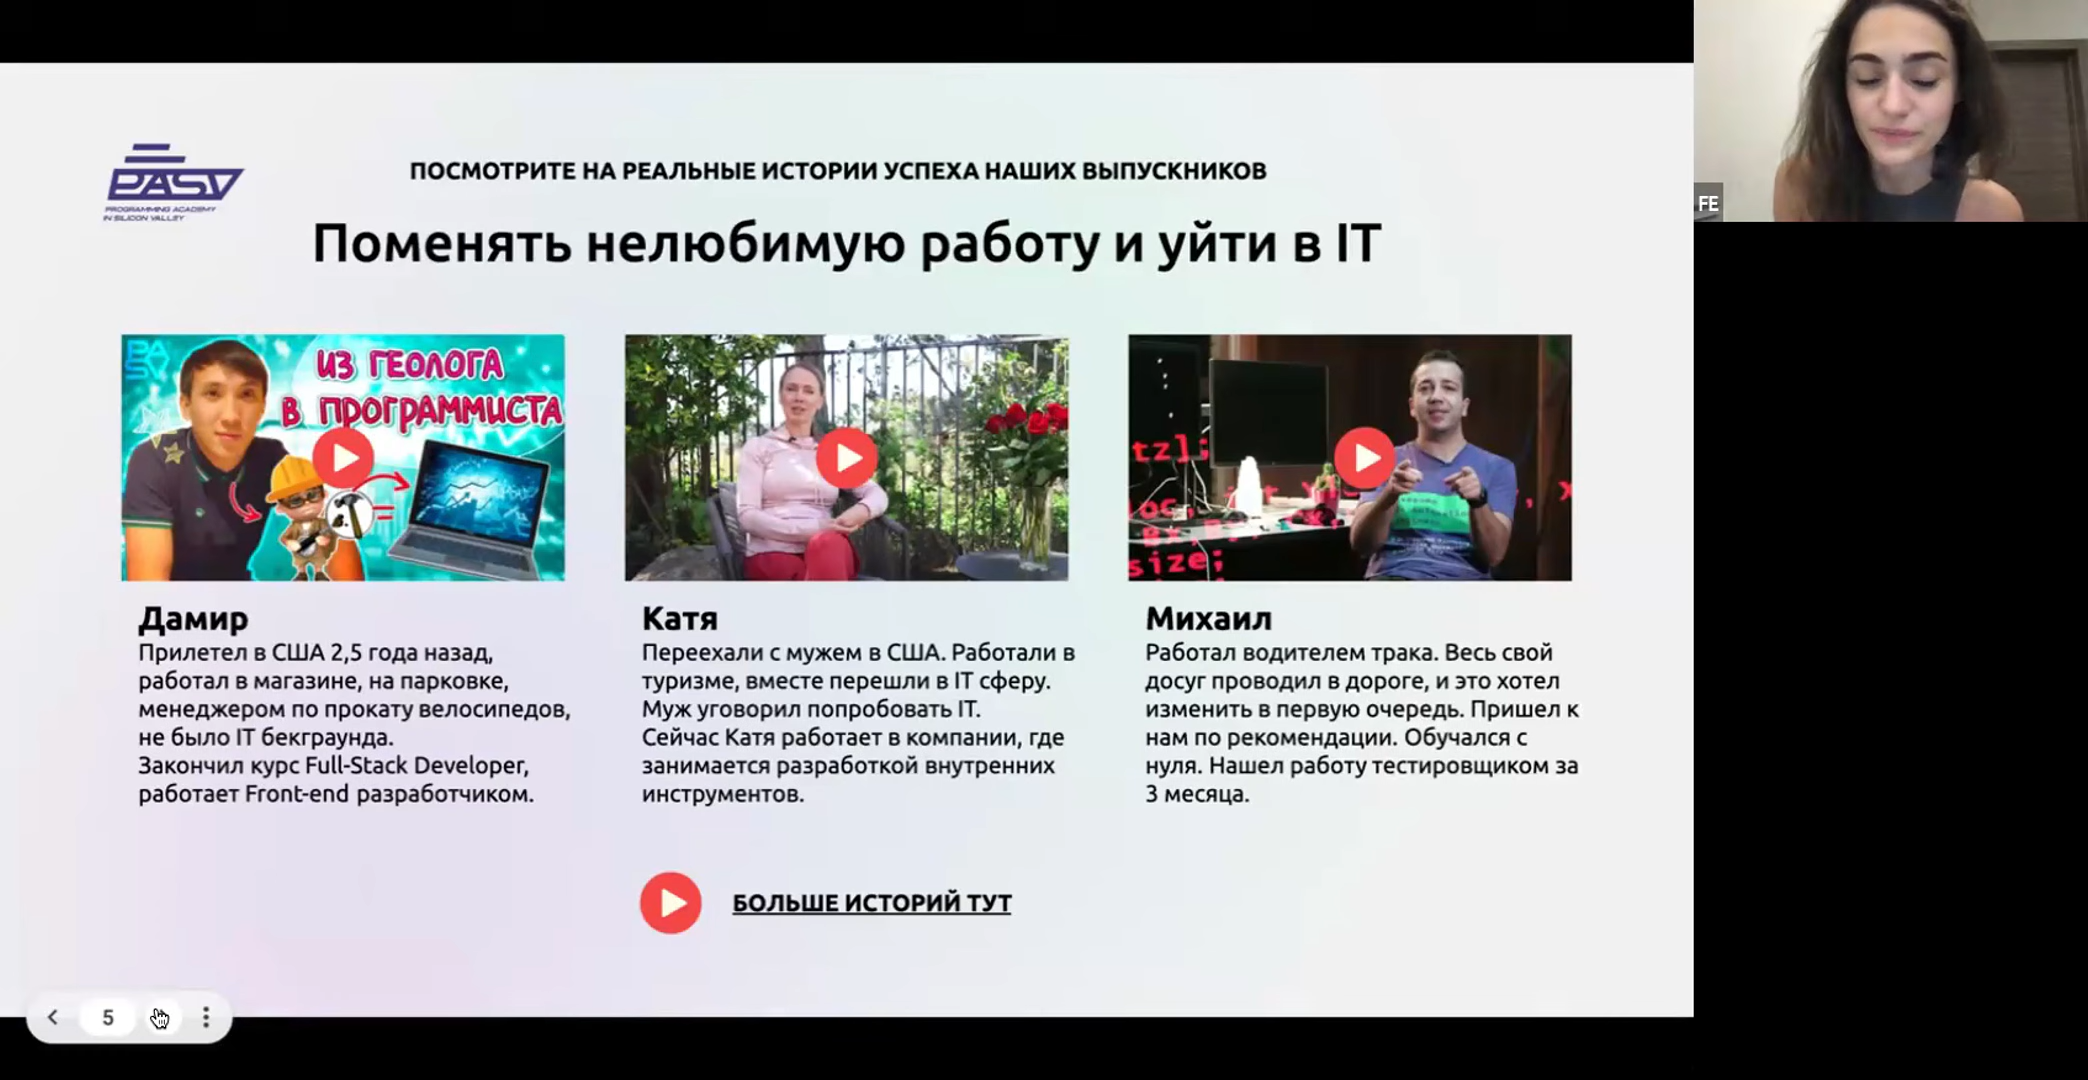 PASV
PROGRAMMING ACADEMY
IN SILICON VALLEY
ПОСМОТРИТЕ НА РЕАЛЬНЫЕ ИСТОРИИ УСПЕХА НАШИХ ВЫПУСКНИКОВ
Поменять нелюбимую работу и уйти в IT
FE
PA
SV
ИЗ ГЕОЛОГА
В ПРОГРАММИСТА
tz];
size;
Дамир
Прилетел в США 2,5 года назад,
работал в магазине, на парковке,
менеджером по прокату велосипедов,
не было IT бекграунда.
Закончил курс Full-Stack Developer,
работает Front-end разработчиком.
Катя
Переехали с мужем в США. Работали в
туризме, вместе перешли в IT сферу.
Муж уговорил попробовать IT.
Сейчас Катя работает в компании, где
занимается разработкой внутренних
инструментов.
Михаил
Работал водителем трака. Весь свой
досуг проводил в дороге, и это хотел
изменить в первую очередь. Пришел к
нам по рекомендации. Обучался с
нуля. Нашел работу тестировщиком за
3 месяца.
БОЛЬШЕ ИСТОРИЙ ТУТ
5